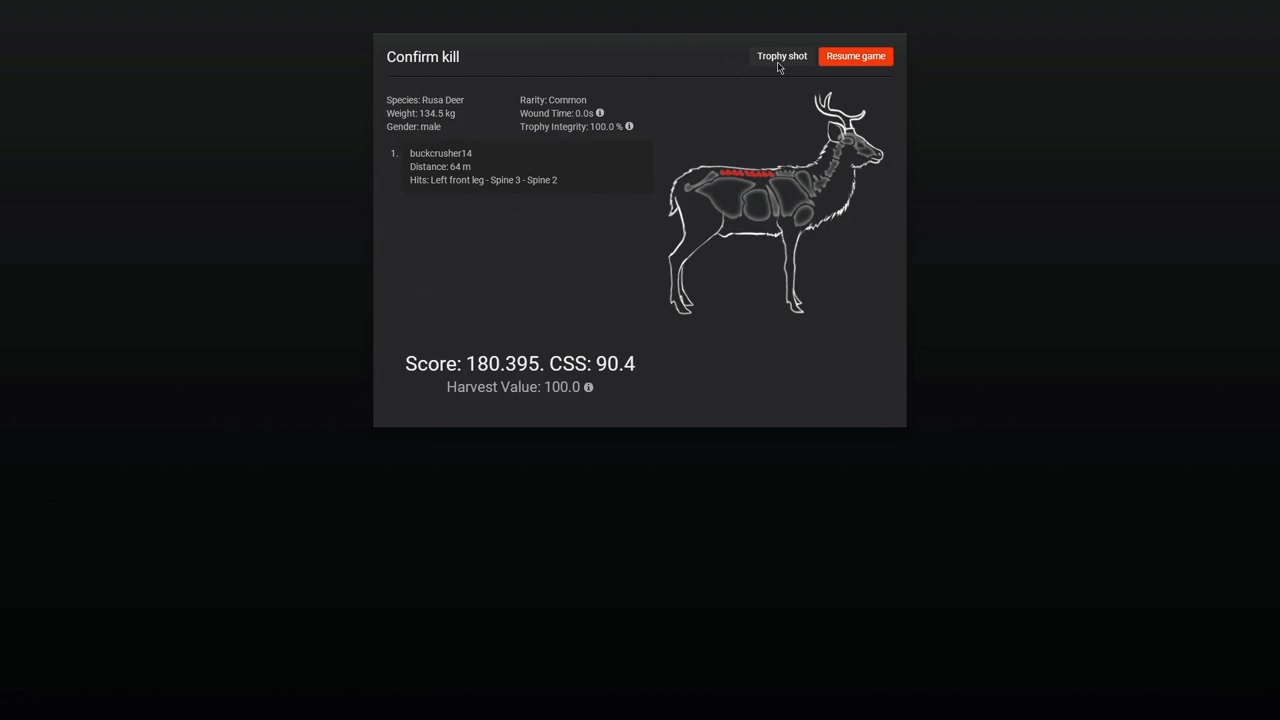 Confirm kill
Trophy shot
Resume game
Species: Rusa Deer
Weight: 134.5 kg
Gender: male
Rarity: Common
Wound Time: 0.0s
Trophy Integrity: 100.0 %
1. buckcrusher14
Distance: 64 m
Hits: Left front leg - Spine 3 - Spine 2
Score: 180.395. CSS: 90.4
Harvest Value: 100.0